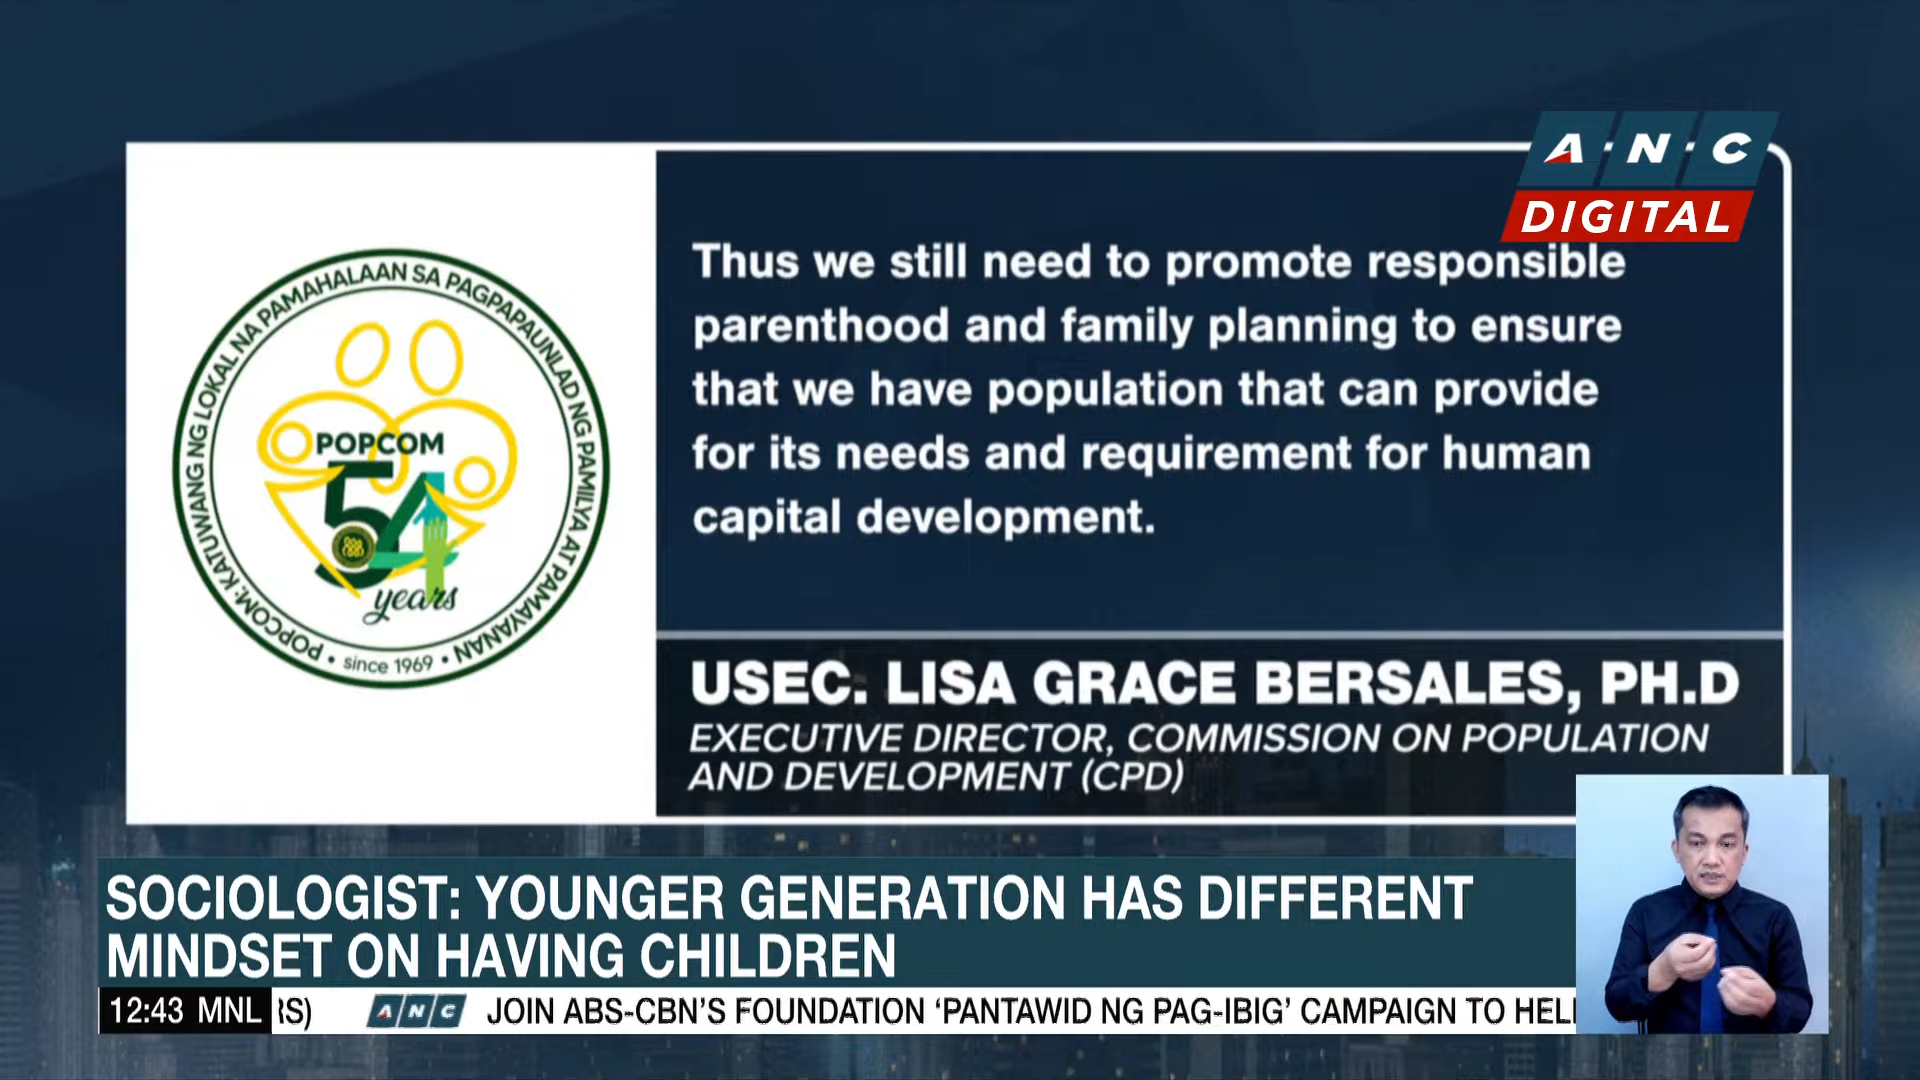 A·N·C
DIGITAL
POPCOM: KATUWANG NG LOKAL NA PAMAHALAAN SA PAGPAPAUNLAD NG PAMILYA AT PAMAYANAN
• since 1969 •
POPCOM
54
years
Thus we still need to promote responsible
parenthood and family planning to ensure
that we have population that can provide
for its needs and requirement for human
capital development.
USEC. LISA GRACE BERSALES, PH.D
EXECUTIVE DIRECTOR, COMMISSION ON POPULATION
AND DEVELOPMENT (CPD)
SOCIOLOGIST: YOUNGER GENERATION HAS DIFFERENT
MINDSET ON HAVING CHILDREN
12:43 MNL RS) ANC JOIN ABS-CBN’S FOUNDATION ‘PANTAWID NG PAG-IBIG’ CAMPAIGN TO HEL